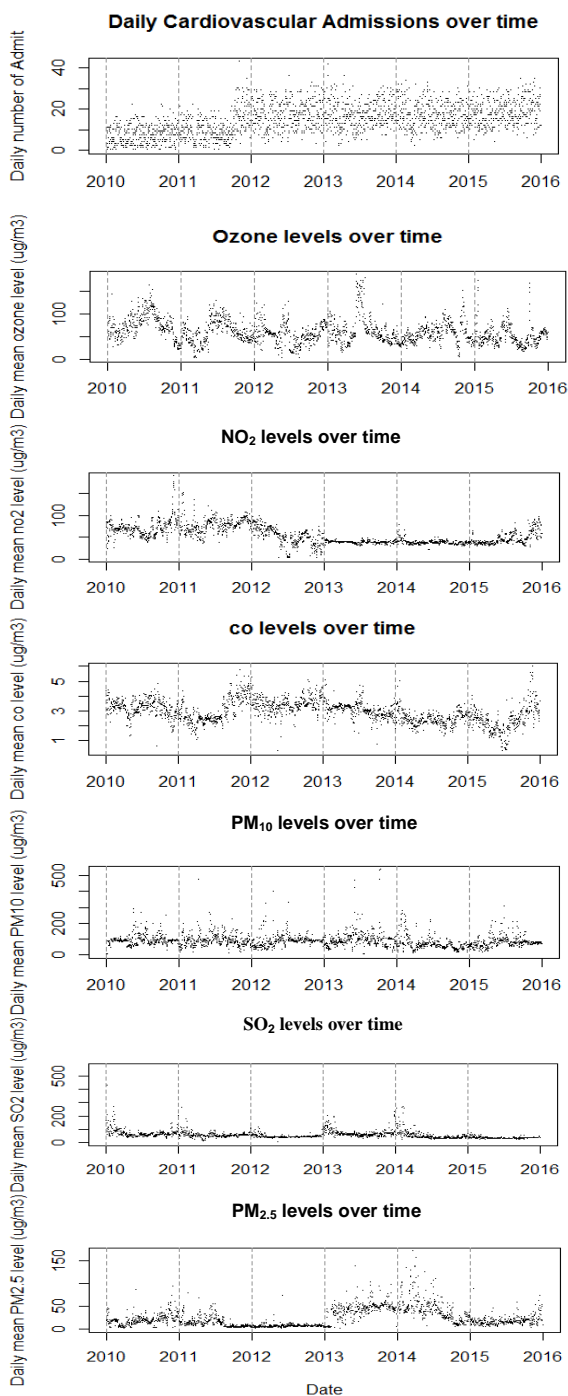 Daily Cardiovascular Admissions over time
Daily number of Admit
40
20
0
2010 2011 2012 2013 2014 2015 2016
Ozone levels over time
Daily mean ozone level (ug/m3)
100
0
2010 2011 2012 2013 2014 2015 2016
NO₂ levels over time
Daily mean no2 level (ug/m3)
100
0
2010 2011 2012 2013 2014 2015 2016
co levels over time
Daily mean co level (ug/m3)
5
3
1
2010 2011 2012 2013 2014 2015 2016
PM₁₀ levels over time
Daily mean PM10 level (ug/m3)
500
200
0
2010 2011 2012 2013 2014 2015 2016
SO₂ levels over time
Daily mean SO2 level (ug/m3)
500
200
0
2010 2011 2012 2013 2014 2015 2016
PM₂.₅ levels over time
Daily mean PM2.5 level (ug/m3)
150
50
0
2010 2011 2012 2013 2014 2015 2016
Date